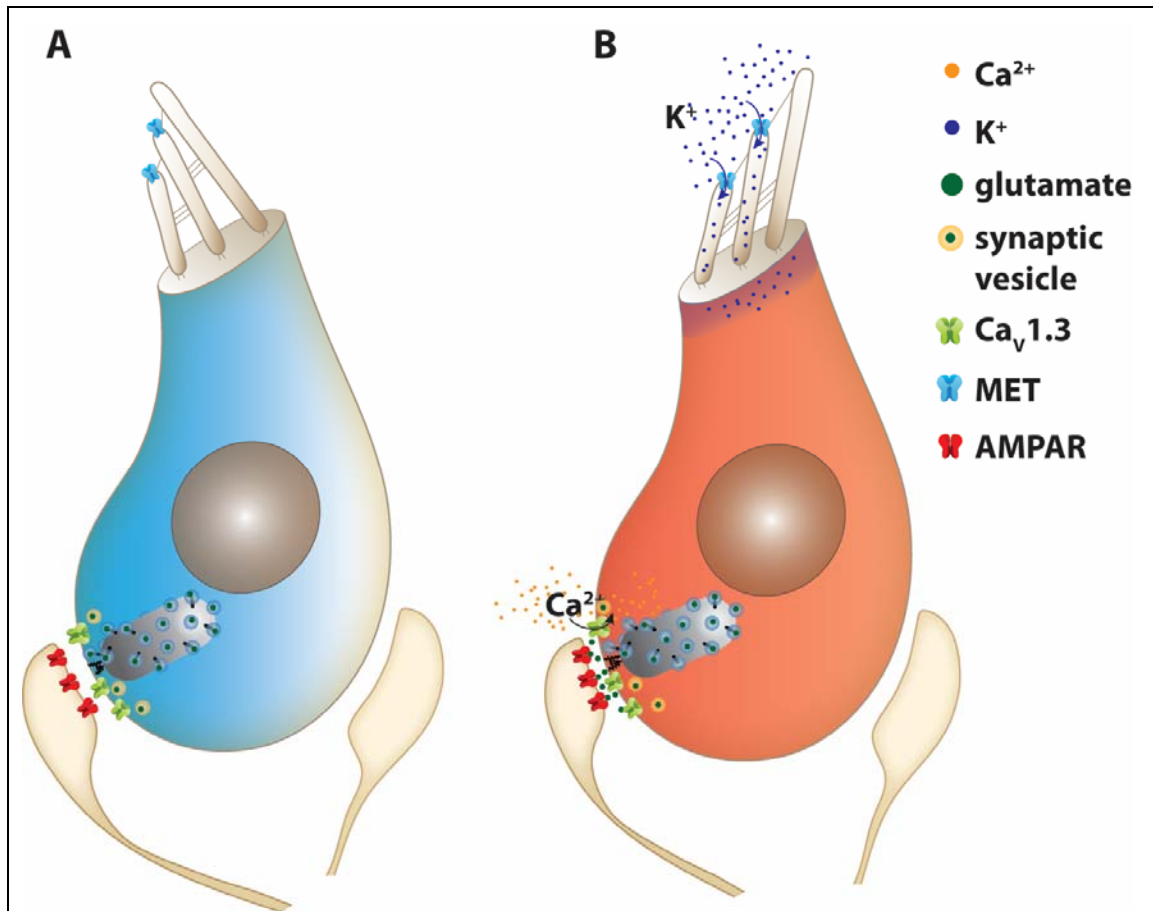 A
B
K⁺
Ca²⁺
Ca²⁺
K⁺
glutamate
synaptic
vesicle
Caᵥ1.3
MET
AMPAR